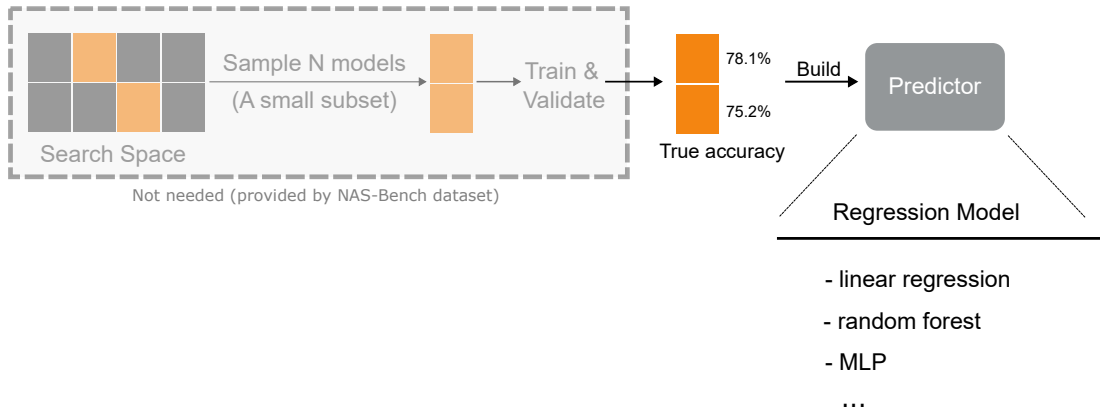 Sample N models
(A small subset)
Train &
Validate
Search Space
Not needed (provided by NAS-Bench dataset)
78.1%
75.2%
True accuracy
Build
Predictor
Regression Model
- linear regression
- random forest
- MLP
...